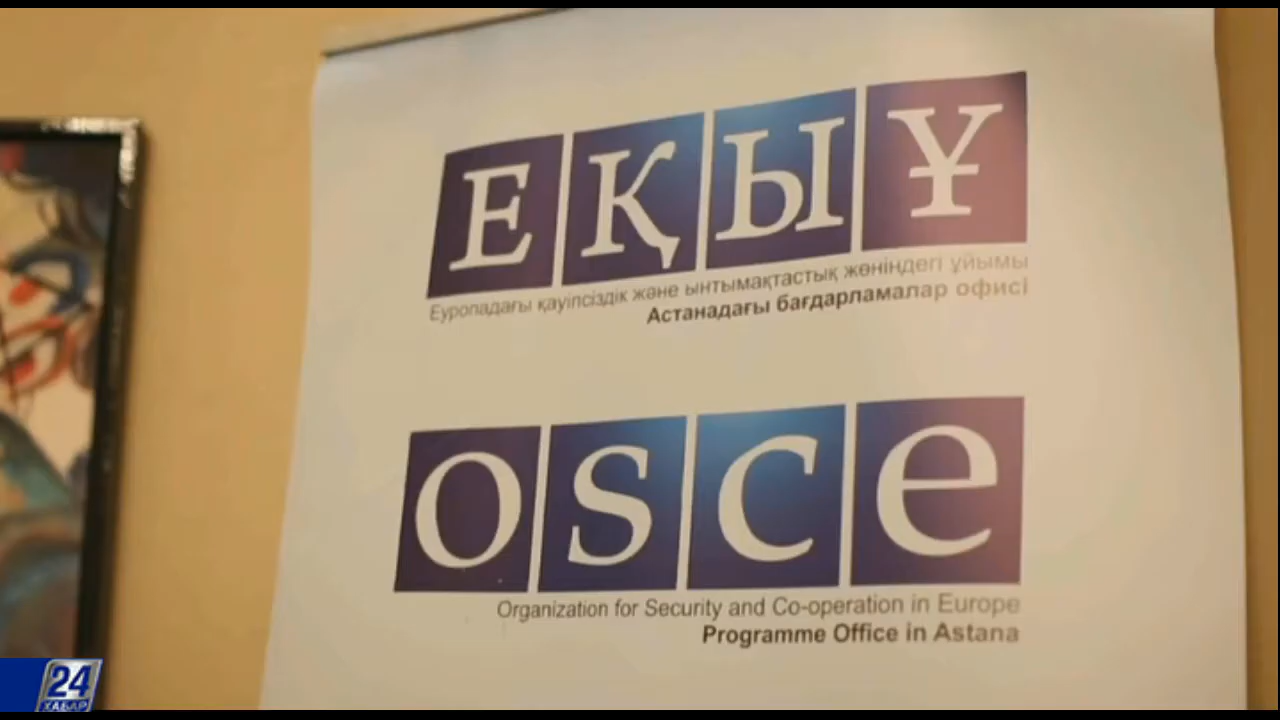 ЕҚЫҰ
Еуропадағы қауіпсіздік және ынтымақтастық жөніндегі ұйымы
Астанадағы бағдарламалар офисі
OSCE
Organization for Security and Co-operation in Europe
Programme Office in Astana
24
ХАБАР